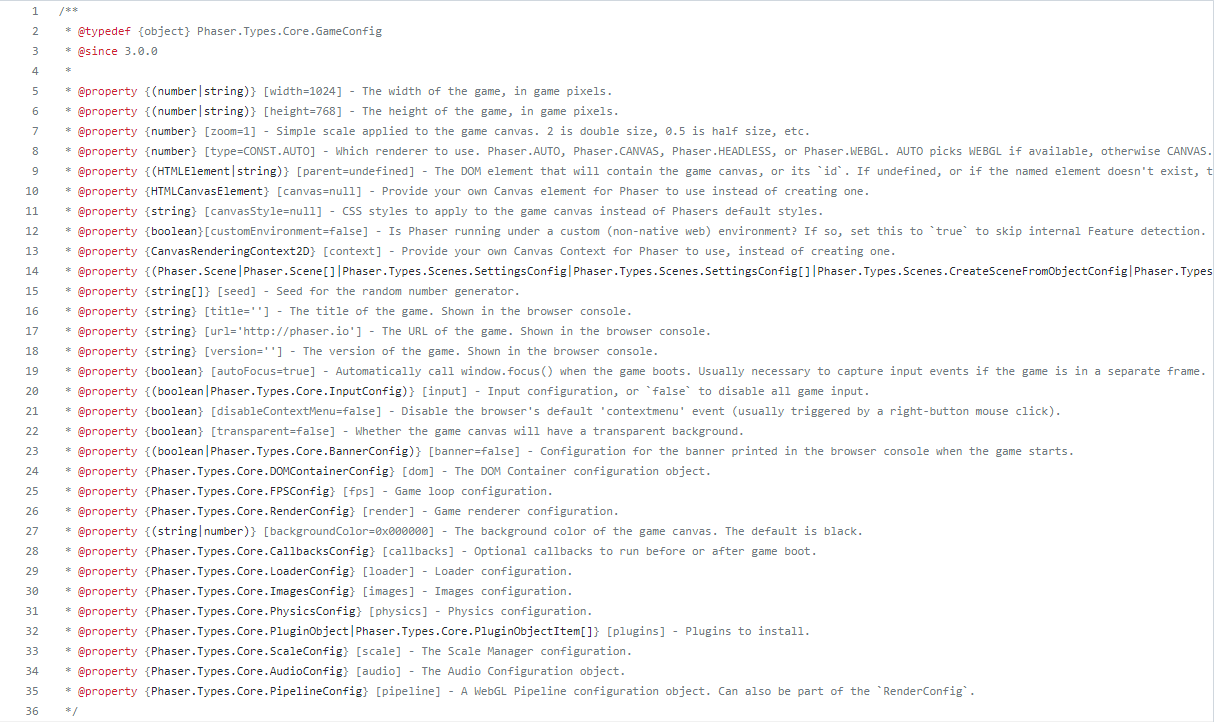 1 /**
2  * @typedef {object} Phaser.Types.Core.GameConfig
3  * @since 3.0.0
4  *
5  * @property {(number|string)} [width=1024] - The width of the game, in game pixels.
6  * @property {(number|string)} [height=768] - The height of the game, in game pixels.
7  * @property {number} [zoom=1] - Simple scale applied to the game canvas. 2 is double size, 0.5 is half size, etc.
8  * @property {number} [type=CONST.AUTO] - Which renderer to use. Phaser.AUTO, Phaser.CANVAS, Phaser.HEADLESS, or Phaser.WEBGL. AUTO picks WEBGL if available, otherwise CANVAS.
9  * @property {(HTMLElement|string)} [parent=undefined] - The DOM element that will contain the game canvas, or its `id`. If undefined, or if the named element doesn't exist, t
10  * @property {HTMLCanvasElement} [canvas=null] - Provide your own Canvas element for Phaser to use instead of creating one.
11  * @property {string} [canvasStyle=null] - CSS styles to apply to the game canvas instead of Phasers default styles.
12  * @property {boolean}[customEnvironment=false] - Is Phaser running under a custom (non-native web) environment? If so, set this to `true` to skip internal Feature detection.
13  * @property {CanvasRenderingContext2D} [context] - Provide your own Canvas Context for Phaser to use, instead of creating one.
14  * @property {(Phaser.Scene|Phaser.Scene[]|Phaser.Types.Scenes.SettingsConfig|Phaser.Types.Scenes.SettingsConfig[]|Phaser.Types.Scenes.CreateSceneFromObjectConfig|Phaser.Types
15  * @property {string[]} [seed] - Seed for the random number generator.
16  * @property {string} [title=''] - The title of the game. Shown in the browser console.
17  * @property {string} [url='http://phaser.io'] - The URL of the game. Shown in the browser console.
18  * @property {string} [version=''] - The version of the game. Shown in the browser console.
19  * @property {boolean} [autoFocus=true] - Automatically call window.focus() when the game boots. Usually necessary to capture input events if the game is in a separate frame.
20  * @property {(boolean|Phaser.Types.Core.InputConfig)} [input] - Input configuration, or `false` to disable all game input.
21  * @property {boolean} [disableContextMenu=false] - Disable the browser's default 'contextmenu' event (usually triggered by a right-button mouse click).
22  * @property {boolean} [transparent=false] - Whether the game canvas will have a transparent background.
23  * @property {(boolean|Phaser.Types.Core.BannerConfig)} [banner=false] - Configuration for the banner printed in the browser console when the game starts.
24  * @property {Phaser.Types.Core.DOMContainerConfig} [dom] - The DOM Container configuration object.
25  * @property {Phaser.Types.Core.FPSConfig} [fps] - Game loop configuration.
26  * @property {Phaser.Types.Core.RenderConfig} [render] - Game renderer configuration.
27  * @property {(string|number)} [backgroundColor=0x000000] - The background color of the game canvas. The default is black.
28  * @property {Phaser.Types.Core.CallbacksConfig} [callbacks] - Optional callbacks to run before or after game boot.
29  * @property {Phaser.Types.Core.LoaderConfig} [loader] - Loader configuration.
30  * @property {Phaser.Types.Core.ImagesConfig} [images] - Images configuration.
31  * @property {Phaser.Types.Core.PhysicsConfig} [physics] - Physics configuration.
32  * @property {Phaser.Types.Core.PluginObject|Phaser.Types.Core.PluginObjectItem[]} [plugins] - Plugins to install.
33  * @property {Phaser.Types.Core.ScaleConfig} [scale] - The Scale Manager configuration.
34  * @property {Phaser.Types.Core.AudioConfig} [audio] - The Audio Configuration object.
35  * @property {Phaser.Types.Core.PipelineConfig} [pipeline] - A WebGL Pipeline configuration object. Can also be part of the `RenderConfig`.
36  */